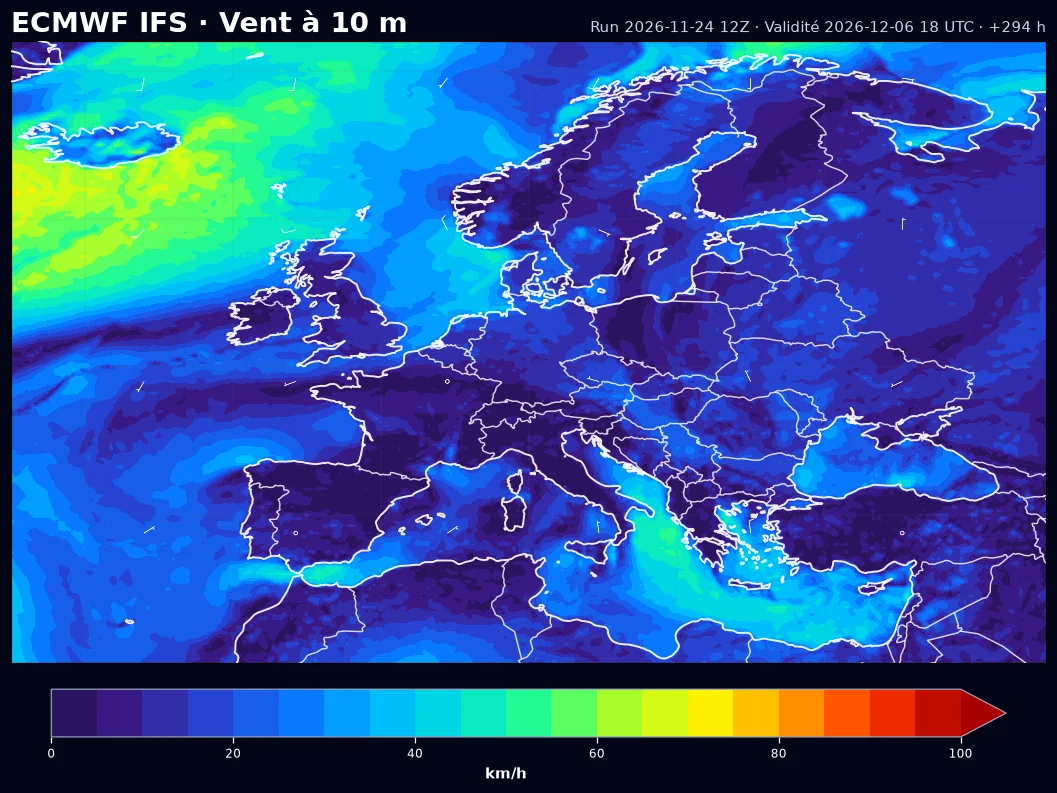 ECMWF IFS · Vent à 10 m
Run 2026-11-24 12Z · Validité 2026-12-06 18 UTC · +294 h
0 20 40 60 80 100
km/h